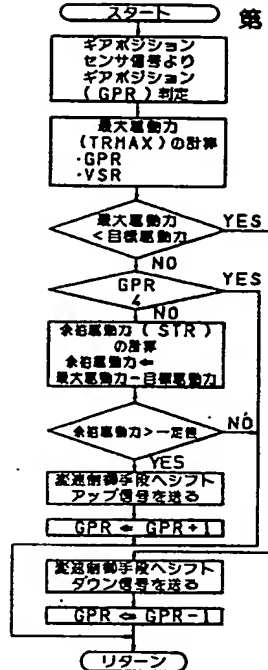 スタート
第
ギアポジション
センサ信号より
ギアポジション
(GPR)判定
最大駆動力
(TRMAX)の計算
・GPR
・VSR
最大駆動力
<目標駆動力
YES
NO
GPR
4
YES
NO
余裕駆動力(STR)
の計算
余裕駆動力←
最大駆動力-目標駆動力
余裕駆動力>一定値
NO
YES
変速制御手段へシフト
アップ信号を送る
GPR ← GPR+1
変速制御手段へシフト
ダウン信号を送る
GPR ⇐ GPR-1
リターン